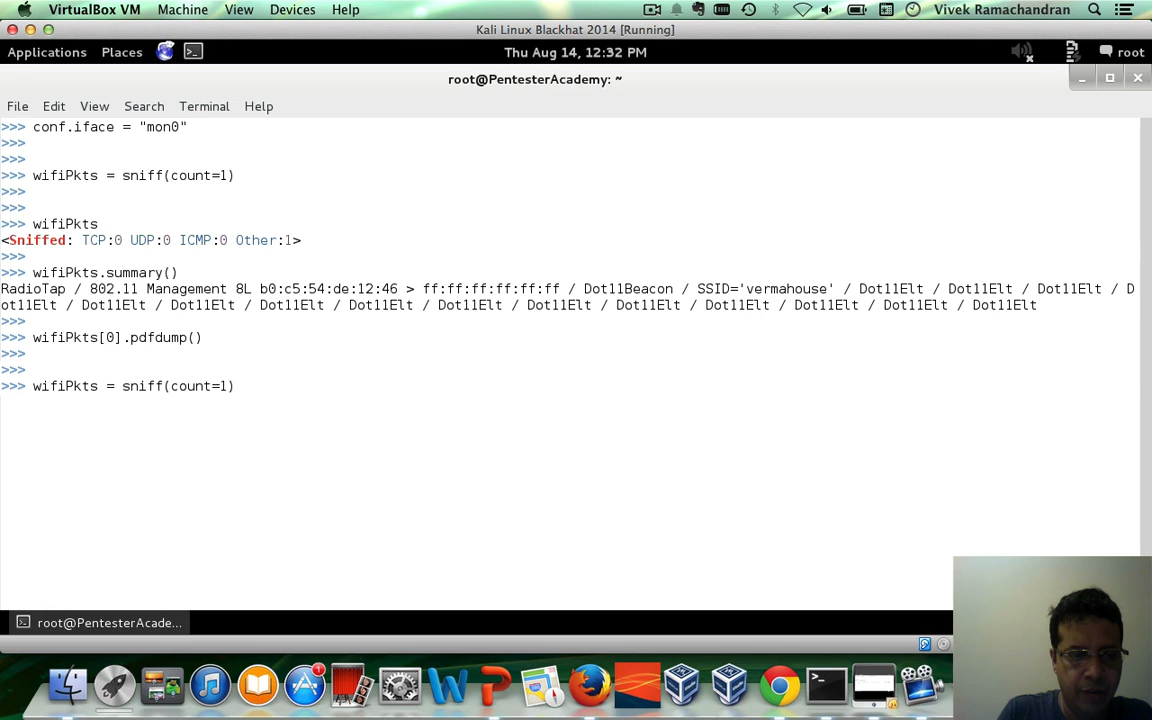 VirtualBox VM Machine View Devices Help Vivek Ramachandran
Kali Linux Blackhat 2014 [Running]
Applications Places Thu Aug 14, 12:32 PM root
root@PentesterAcademy: ~
File Edit View Search Terminal Help
>>> conf.iface = "mon0"
>>>
>>>
>>> wifiPkts = sniff(count=1)
>>>
>>>
>>> wifiPkts
<Sniffed: TCP:0 UDP:0 ICMP:0 Other:1>
>>>
>>> wifiPkts.summary()
RadioTap / 802.11 Management 8L b0:c5:54:de:12:46 > ff:ff:ff:ff:ff:ff / Dot11Beacon / SSID='vermahouse' / Dot11Elt / Dot11Elt / Dot11Elt / D
ot11Elt / Dot11Elt / Dot11Elt / Dot11Elt / Dot11Elt / Dot11Elt / Dot11Elt / Dot11Elt / Dot11Elt / Dot11Elt
>>>
>>> wifiPkts[0].pdfdump()
>>>
>>>
>>> wifiPkts = sniff(count=1)
root@PentesterAcade...
1